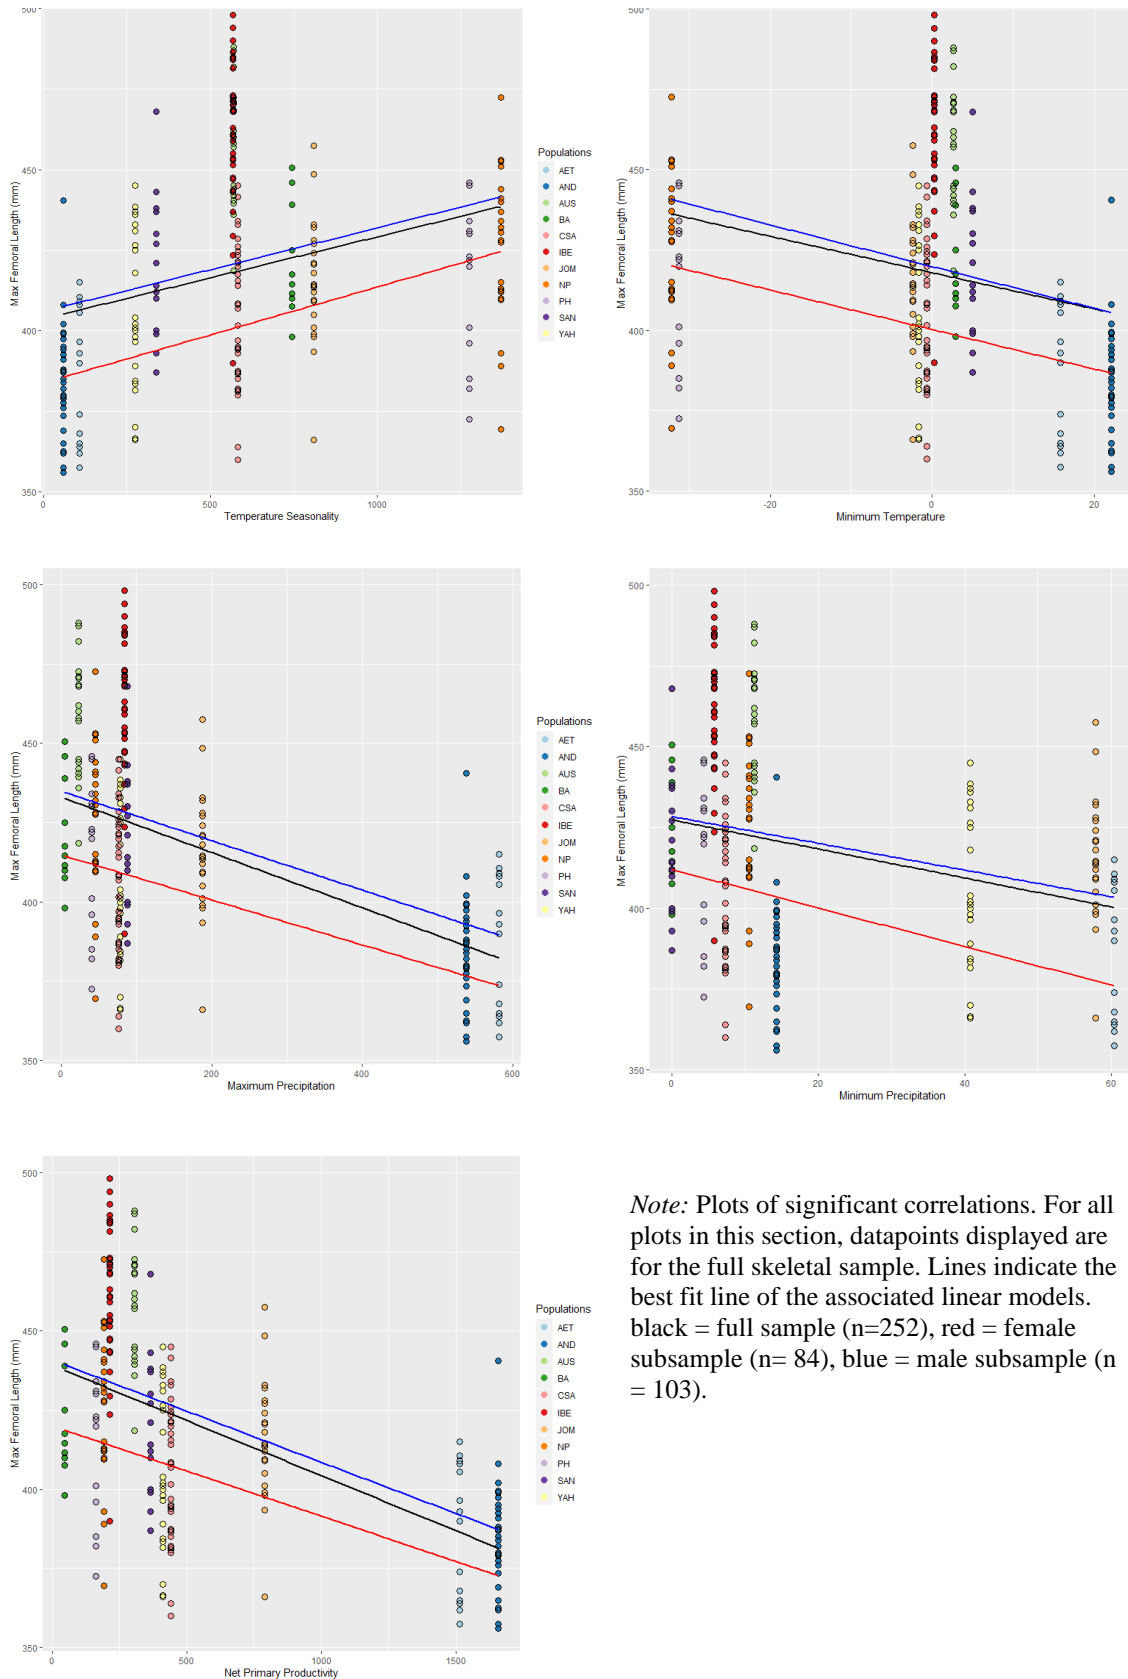 500
450
400
350
Max Femoral Length (mm)
0
500
1000
Temperature Seasonality
Populations
AET
AND
AUS
BA
CSA
IBE
JOM
NP
PH
SAN
YAH
500
450
400
350
Max Femoral Length (mm)
-20
0
20
Minimum Temperature
500
450
400
350
Max Femoral Length (mm)
0
200
400
600
Maximum Precipitation
Populations
AET
AND
AUS
BA
CSA
IBE
JOM
NP
PH
SAN
YAH
500
450
400
350
Max Femoral Length (mm)
0
20
40
60
Minimum Precipitation
500
450
400
350
Max Femoral Length (mm)
0
500
1000
1500
Net Primary Productivity
Populations
AET
AND
AUS
BA
CSA
IBE
JOM
NP
PH
SAN
YAH
Note: Plots of significant correlations. For all
plots in this section, datapoints displayed are
for the full skeletal sample. Lines indicate the
best fit line of the associated linear models.
black = full sample (n=252), red = female
subsample (n= 84), blue = male subsample (n
= 103).